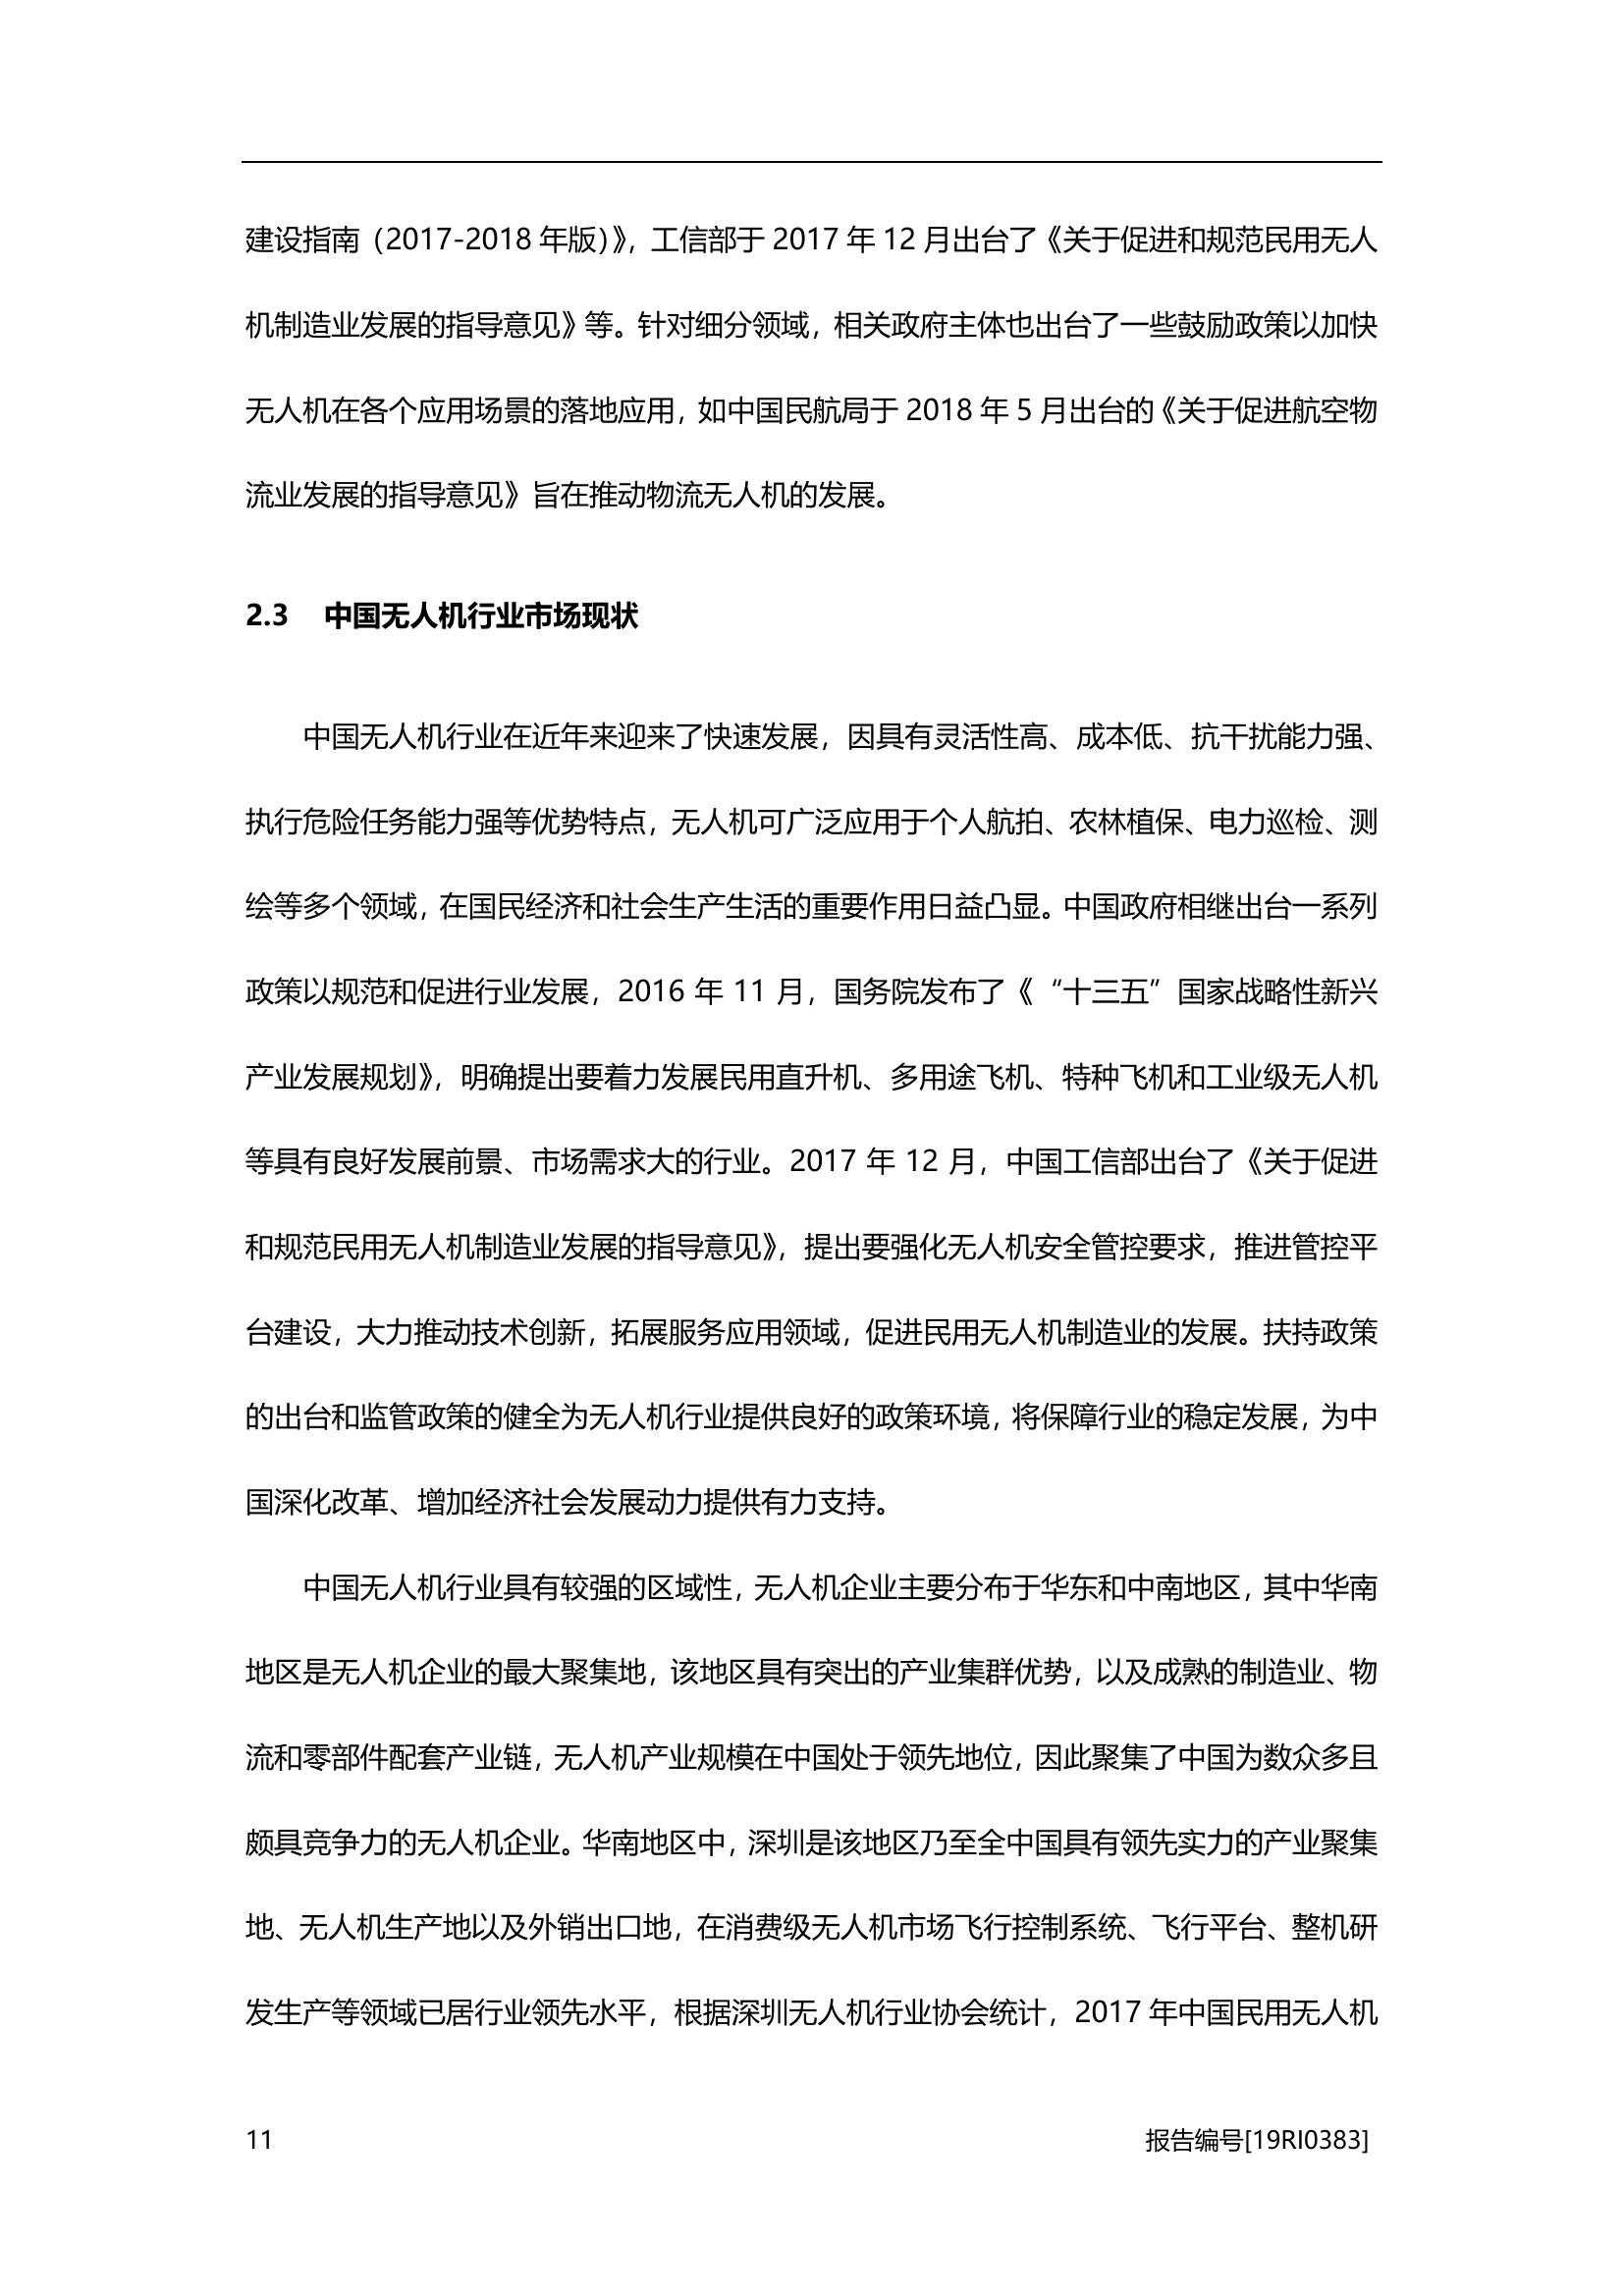 建设指南（2017-2018 年版）》，工信部于 2017 年 12 月出台了《关于促进和规范民用无人
机制造业发展的指导意见》等。针对细分领域，相关政府主体也出台了一些鼓励政策以加快
无人机在各个应用场景的落地应用，如中国民航局于 2018 年 5 月出台的《关于促进航空物
流业发展的指导意见》旨在推动物流无人机的发展。
2.3 中国无人机行业市场现状
中国无人机行业在近年来迎来了快速发展，因具有灵活性高、成本低、抗干扰能力强、
执行危险任务能力强等优势特点，无人机可广泛应用于个人航拍、农林植保、电力巡检、测
绘等多个领域，在国民经济和社会生产生活的重要作用日益凸显。中国政府相继出台一系列
政策以规范和促进行业发展，2016 年 11 月，国务院发布了《“十三五”国家战略性新兴
产业发展规划》，明确提出要着力发展民用直升机、多用途飞机、特种飞机和工业级无人机
等具有良好发展前景、市场需求大的行业。2017 年 12 月，中国工信部出台了《关于促进
和规范民用无人机制造业发展的指导意见》，提出要强化无人机安全管控要求，推进管控平
台建设，大力推动技术创新，拓展服务应用领域，促进民用无人机制造业的发展。扶持政策
的出台和监管政策的健全为无人机行业提供良好的政策环境，将保障行业的稳定发展，为中
国深化改革、增加经济社会发展动力提供有力支持。
中国无人机行业具有较强的区域性，无人机企业主要分布于华东和中南地区，其中华南
地区是无人机企业的最大聚集地，该地区具有突出的产业集群优势，以及成熟的制造业、物
流和零部件配套产业链，无人机产业规模在中国处于领先地位，因此聚集了中国为数众多且
颇具竞争力的无人机企业。华南地区中，深圳是该地区乃至全中国具有领先实力的产业聚集
地、无人机生产地以及外销出口地，在消费级无人机市场飞行控制系统、飞行平台、整机研
发生产等领域已居行业领先水平，根据深圳无人机行业协会统计，2017 年中国民用无人机
11 报告编号[19RI0383]